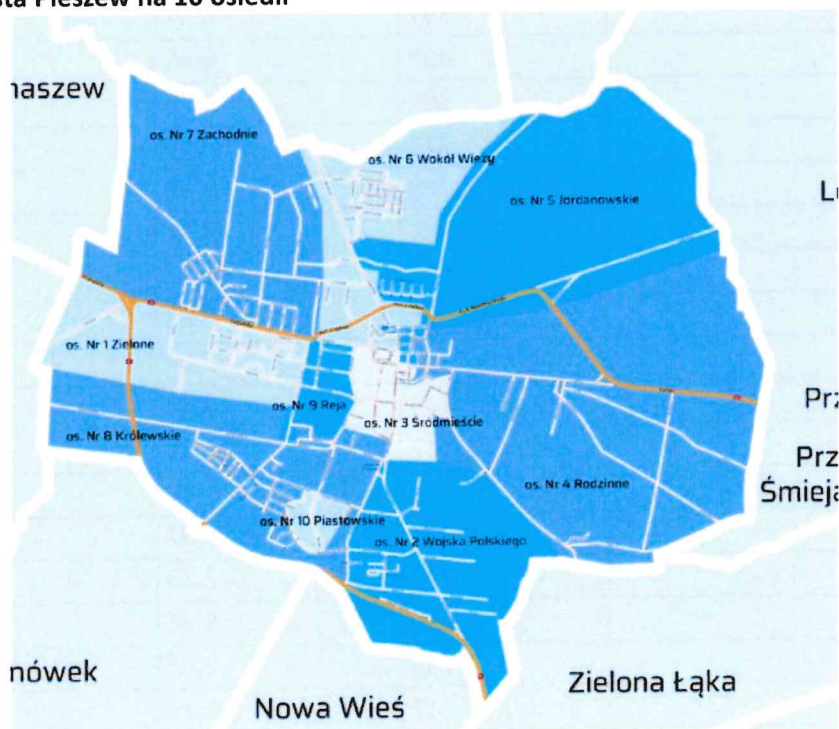 Pleszew na 10 osiedli
naszew
os. Nr 7 Zachodnie
os. Nr 6 Wokół Wieży
os. Nr 5 Jordanowskie
os. Nr 1 Zielone
os. Nr 9 Reja
os. Nr 3 Śródmieście
os. Nr 8 Królewskie
os. Nr 4 Rodzinne
os. Nr 10 Piastowskie
os. Nr 2 Wojska Polskiego
Prz
Prz
Śmieja
nówek
Nowa Wieś
Zielona Łąka